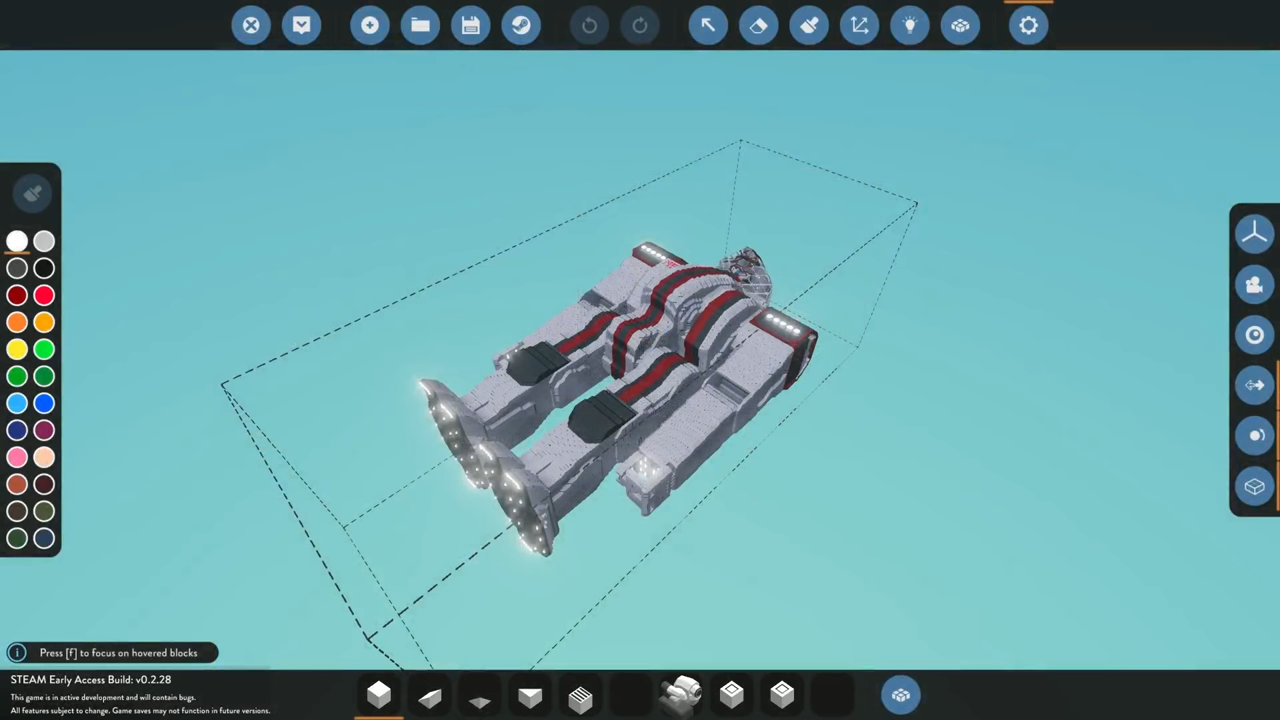 Press [f] to focus on hovered blocks
STEAM Early Access Build: v0.2.28
This game is in active development and will contain bugs.
All features subject to change. Game saves may not function in future versions.